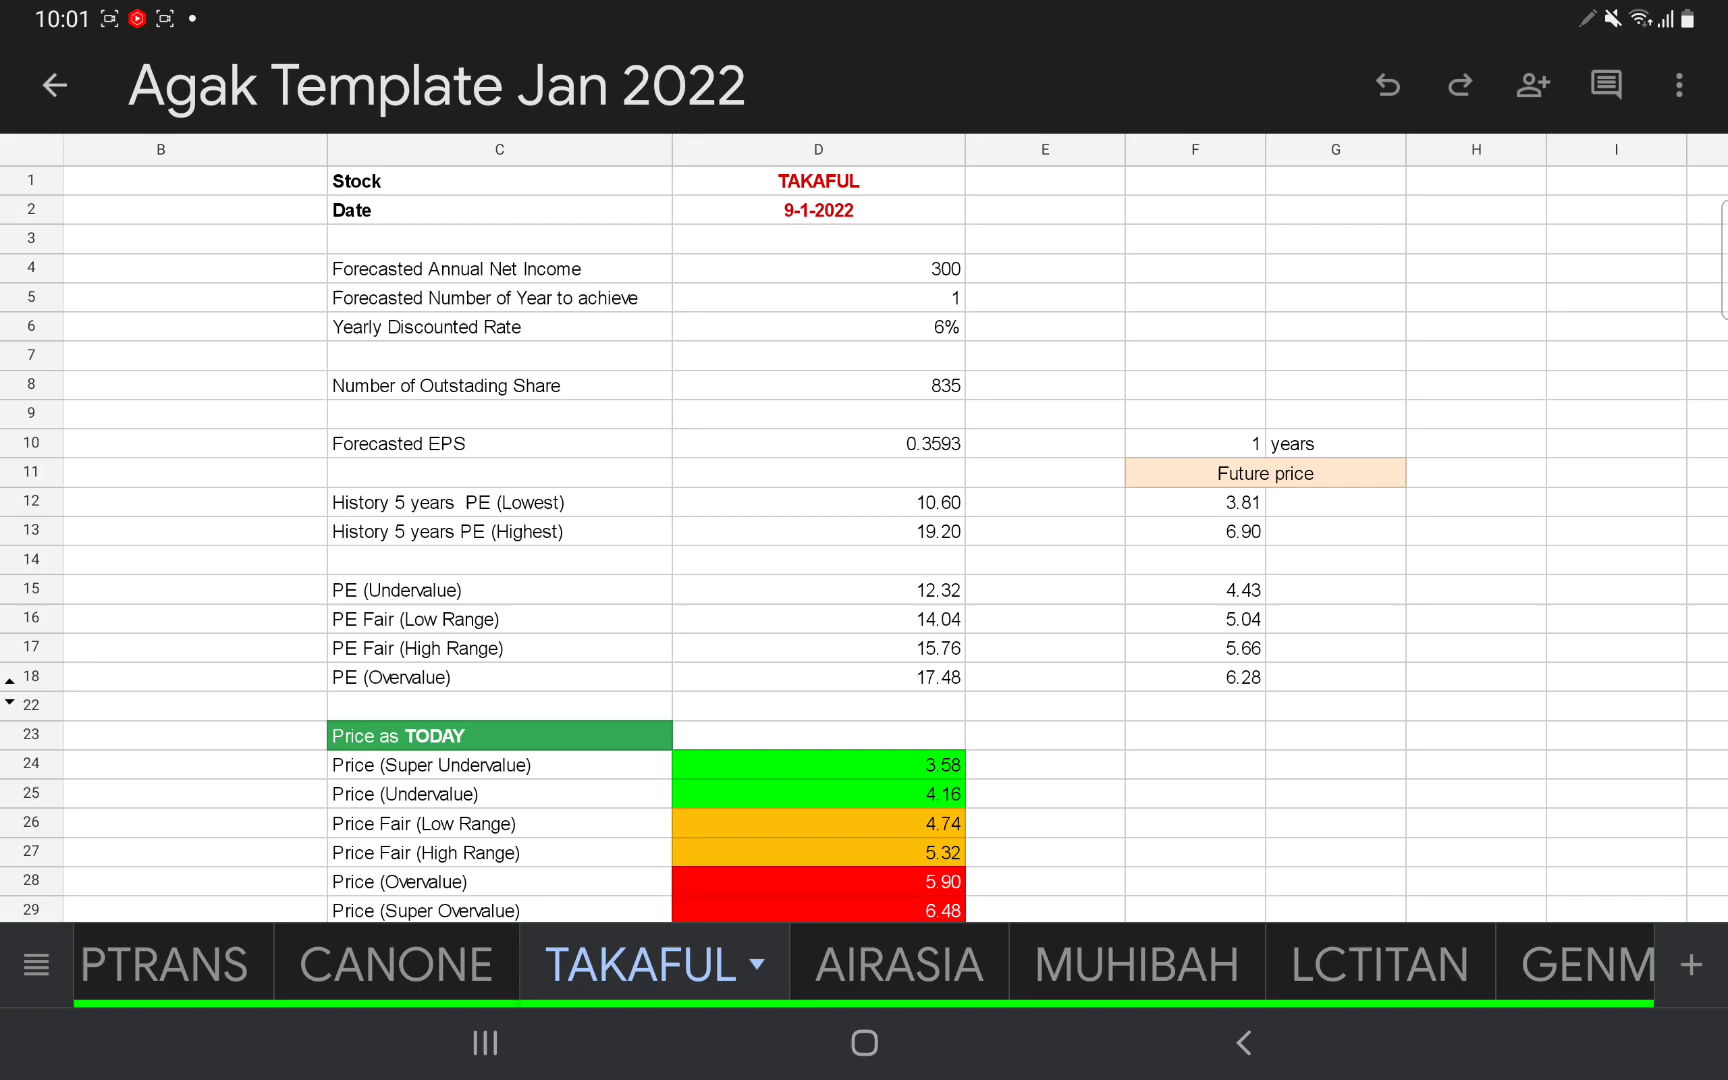 10:01
Agak Template Jan 2022
B C D E F G H I
1 Stock TAKAFUL
2 Date 9-1-2022
3
4 Forecasted Annual Net Income 300
5 Forecasted Number of Year to achieve 1
6 Yearly Discounted Rate 6%
7
8 Number of Outstading Share 835
9
10 Forecasted EPS 0.3593 1 years
11 Future price
12 History 5 years PE (Lowest) 10.60 3.81
13 History 5 years PE (Highest) 19.20 6.90
14
15 PE (Undervalue) 12.32 4.43
16 PE Fair (Low Range) 14.04 5.04
17 PE Fair (High Range) 15.76 5.66
18 PE (Overvalue) 17.48 6.28
22
23 Price as TODAY
24 Price (Super Undervalue) 3.58
25 Price (Undervalue) 4.16
26 Price Fair (Low Range) 4.74
27 Price Fair (High Range) 5.32
28 Price (Overvalue) 5.90
29 Price (Super Overvalue) 6.48
PTRANS CANONE TAKAFUL AIRASIA MUHIBAH LCTITAN GENM